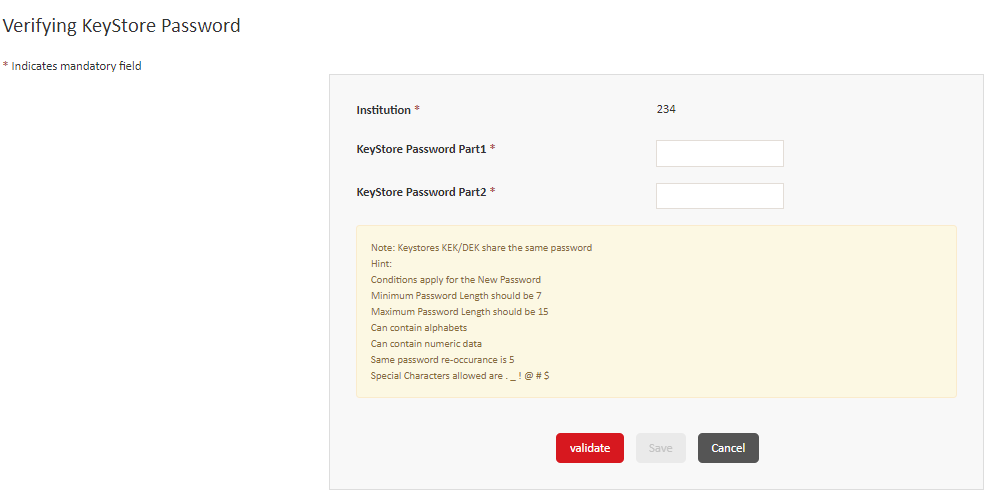 Verifying KeyStore Password
* Indicates mandatory field
Institution * 234
KeyStore Password Part1 *
KeyStore Password Part2 *
Note: Keystores KEK/DEK share the same password
Hint:
Conditions apply for the New Password
Minimum Password Length should be 7
Maximum Password Length should be 15
Can contain alphabets
Can contain numeric data
Same password re-occurance is 5
Special Characters allowed are . _ ! @ # $
validate Save Cancel